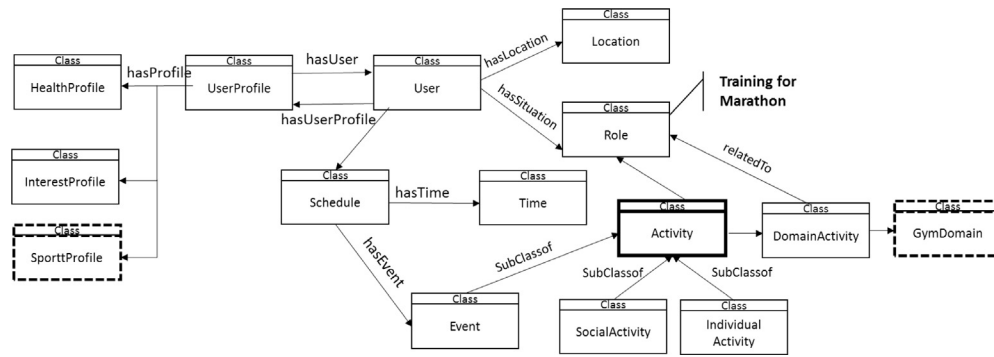 Class
Location
Class
HealthProfile
hasProfile
Class
UserProfile
hasUser
Class
User
hasUserProfile
hasLocation
hasSituation
Class
Role
Training for
Marathon
relatedTo
Class
InterestProfile
Class
SporttProfile
Class
Schedule
hasTime
Class
Time
hasEvent
Class
Event
SubClassof
Class
Activity
Class
DomainActivity
Class
GymDomain
SubClassof
SubClassof
Class
SocialActivity
Class
Individual
Activity